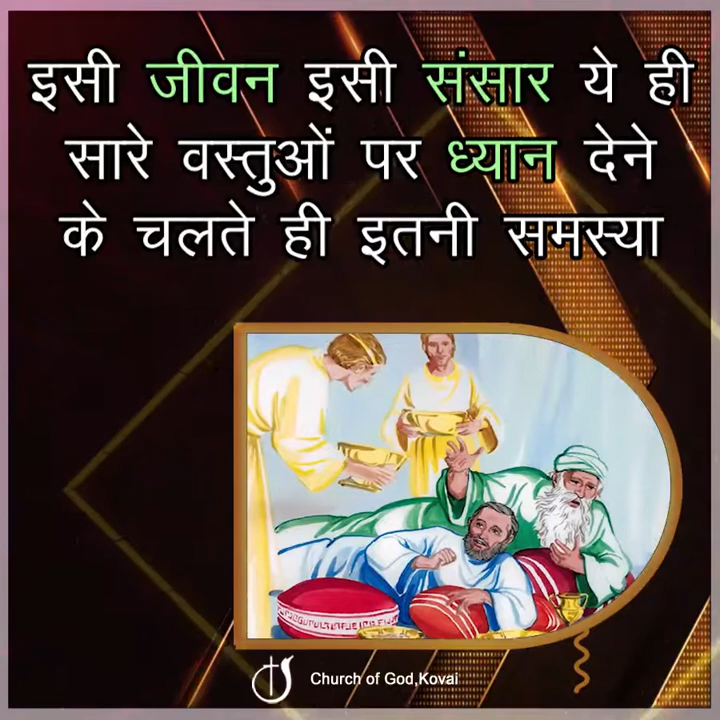 इसी जीवन इसी संसार ये ही
सारे वस्तुओं पर ध्यान देने
के चलते ही इतनी समस्या
Church of God,Kovai